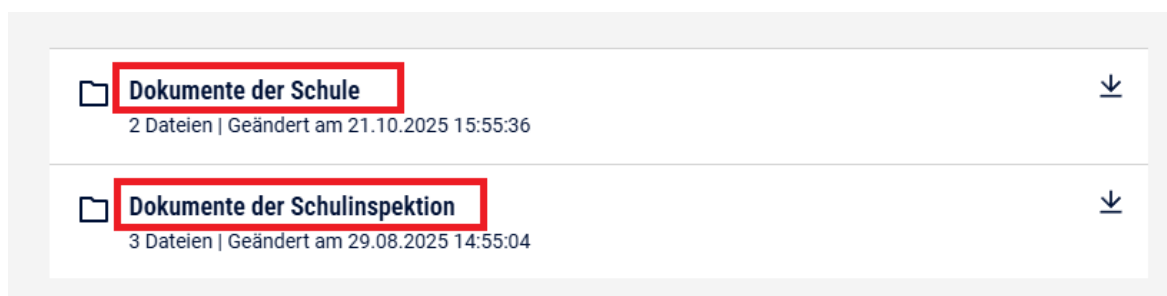 Dokumente der Schule
2 Dateien | Geändert am 21.10.2025 15:55:36
Dokumente der Schulinspektion
3 Dateien | Geändert am 29.08.2025 14:55:04